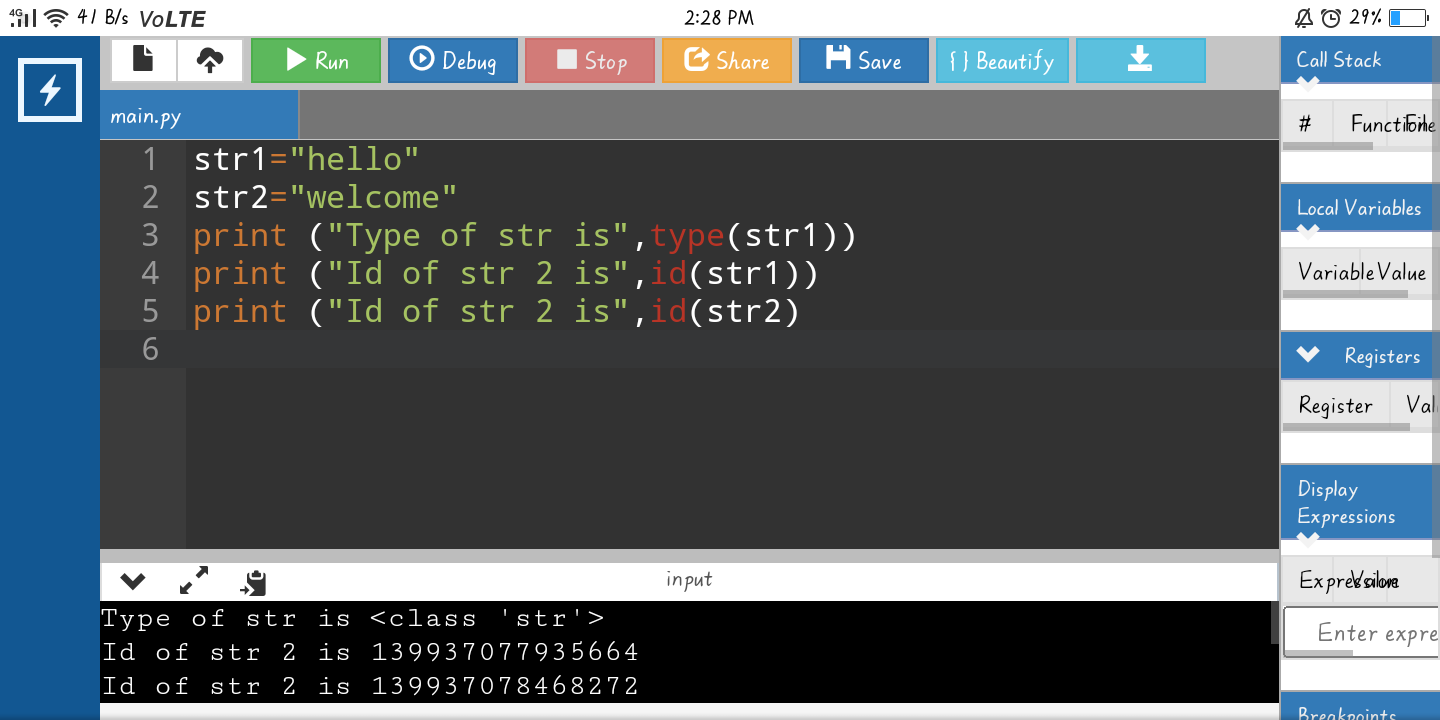 4G 41 B/s VoLTE 2:28 PM 29%
Run Debug Stop Share Save { } Beautify
main.py
1 str1="hello"
2 str2="welcome"
3 print ("Type of str is",type(str1))
4 print ("Id of str 2 is",id(str1))
5 print ("Id of str 2 is",id(str2)
6
input
Type of str is <class 'str'>
Id of str 2 is 139937077935664
Id of str 2 is 139937078468272
Call Stack
# Function File
Local Variables
Variable Value
Registers
Register Val
Display
Expressions
Expression Value
Enter expre
Breakpoints